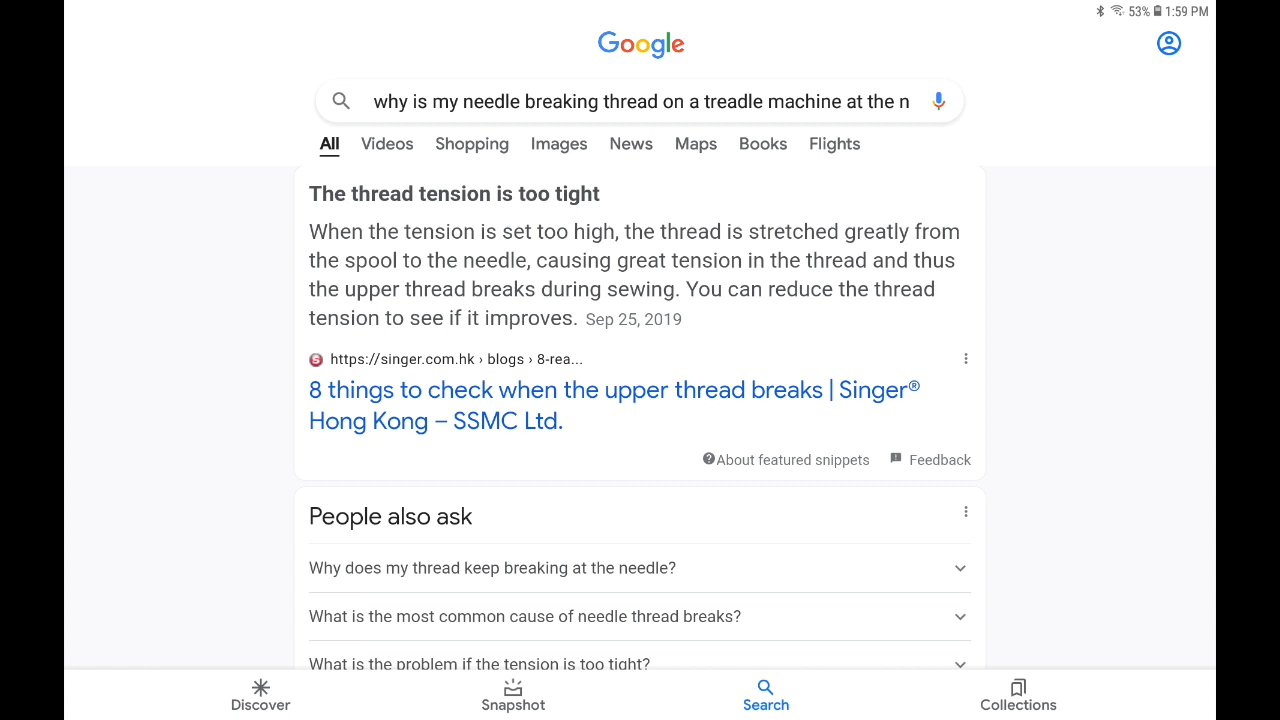 53% 1:59 PM
Google
why is my needle breaking thread on a treadle machine at the n
All Videos Shopping Images News Maps Books Flights
The thread tension is too tight
When the tension is set too high, the thread is stretched greatly from
the spool to the needle, causing great tension in the thread and thus
the upper thread breaks during sewing. You can reduce the thread
tension to see if it improves. Sep 25, 2019
S https://singer.com.hk › blogs › 8-rea...
8 things to check when the upper thread breaks | Singer®
Hong Kong – SSMC Ltd.
About featured snippets Feedback
People also ask
Why does my thread keep breaking at the needle?
What is the most common cause of needle thread breaks?
What is the problem if the tension is too tight?
Discover Snapshot Search Collections